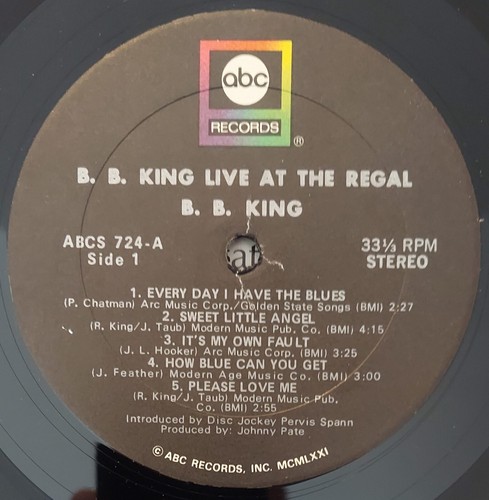 abc
RECORDS
®
B. B. KING LIVE AT THE REGAL
B. B. KING
ABCS 724-A
Side 1
33⅓ RPM
STEREO
1. EVERY DAY I HAVE THE BLUES
(P. Chatman) Arc Music Corp./Golden State Songs (BMI) 2:27
2. SWEET LITTLE ANGEL
(R. King/J. Taub) Modern Music Pub. Co. (BMI) 4:15
3. IT'S MY OWN FAULT
(J. L. Hooker) Arc Music Corp. (BMI) 3:25
4. HOW BLUE CAN YOU GET
(J. Feather) Modern Age Music Co. (BMI) 3:00
5. PLEASE LOVE ME
(R. King/J. Taub) Modern Music Pub.
Co. (BMI) 2:55
Introduced by Disc Jockey Pervis Spann
Produced by: Johnny Pate
© ABC RECORDS, INC. MCMLXXI